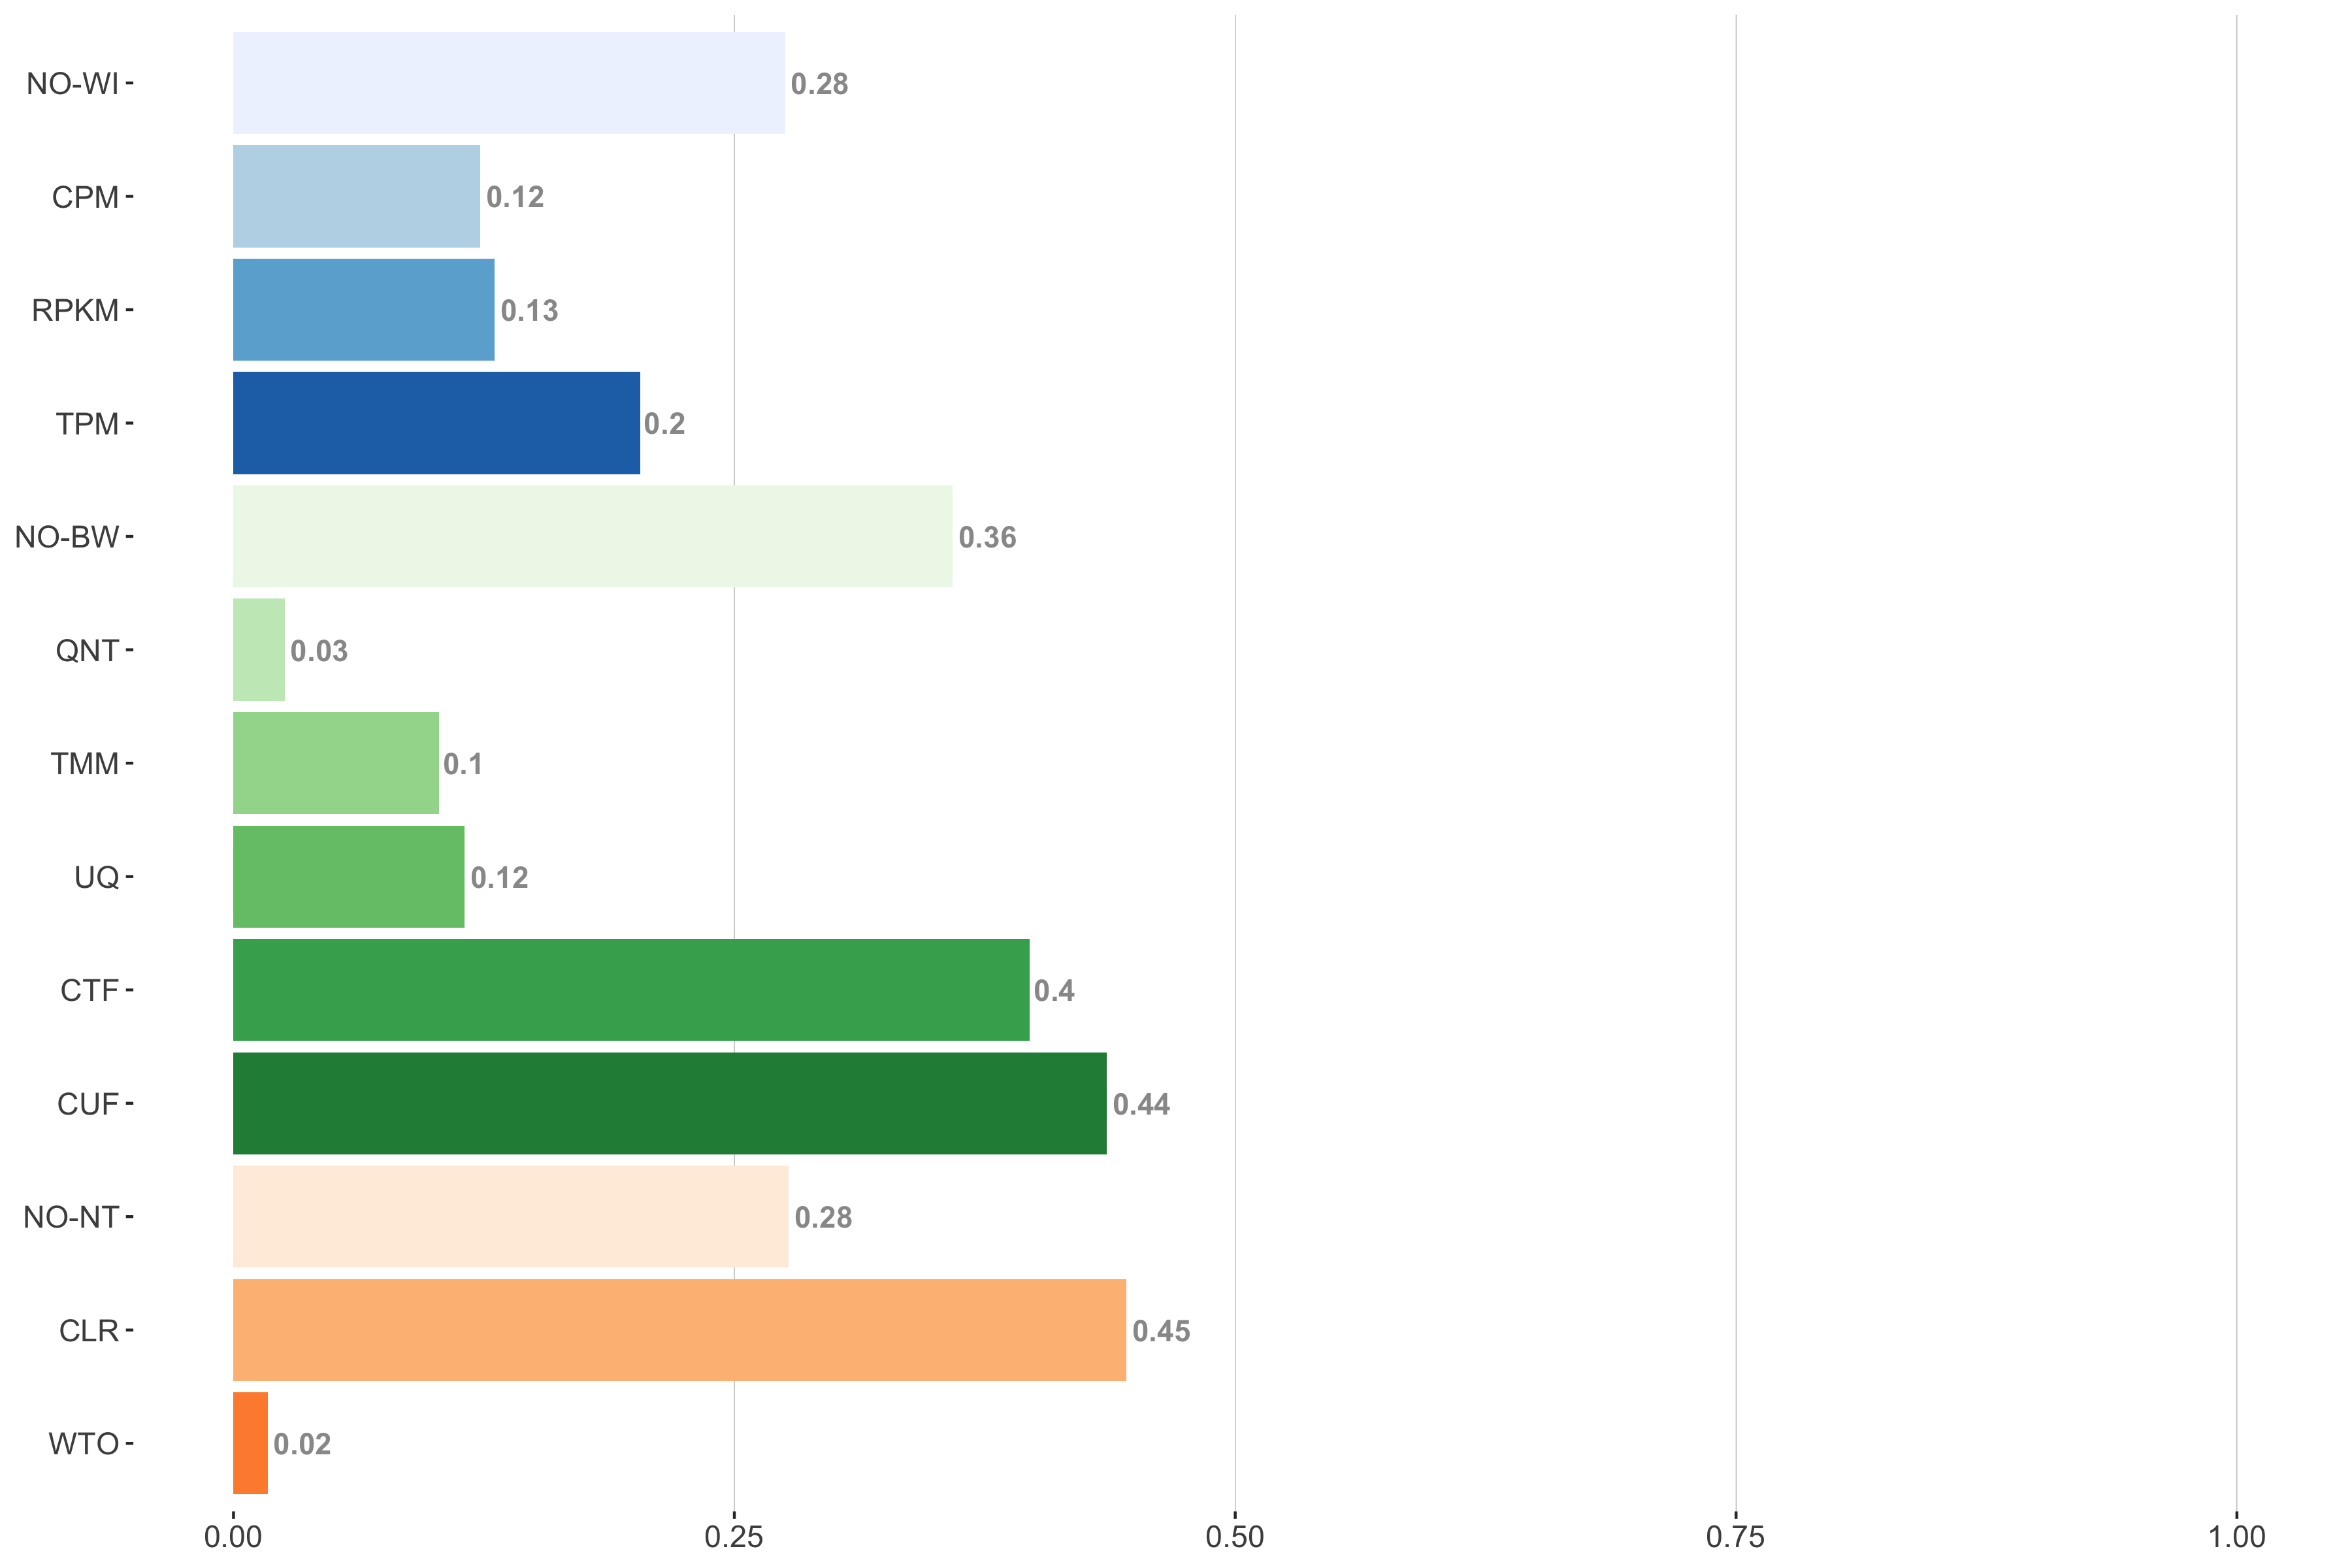 NO-WI 0.28
CPM 0.12
RPKM 0.13
TPM 0.2
NO-BW 0.36
QNT 0.03
TMM 0.1
UQ 0.12
CTF 0.4
CUF 0.44
NO-NT 0.28
CLR 0.45
WTO 0.02
0.00 0.25 0.50 0.75 1.00